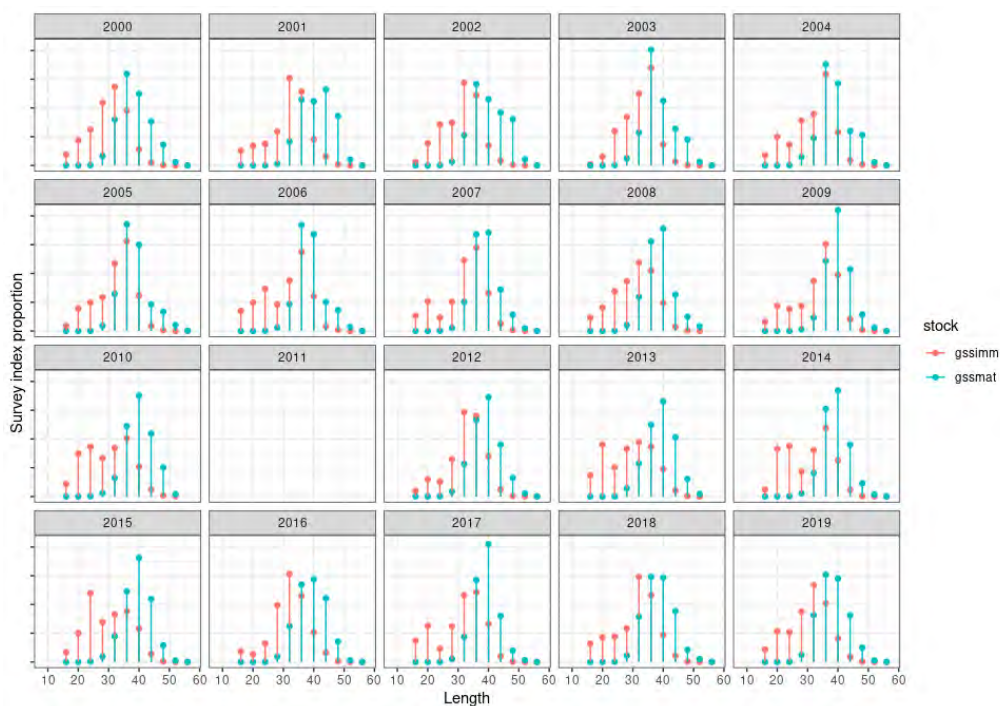 2000 2001 2002 2003 2004
2005 2006 2007 2008 2009
2010 2011 2012 2013 2014
2015 2016 2017 2018 2019
Survey index proportion
stock
gssimm
gssmat
10 20 30 40 50 60 10 20 30 40 50 60 10 20 30 40 50 60 10 20 30 40 50 60 10 20 30 40 50 60
Length